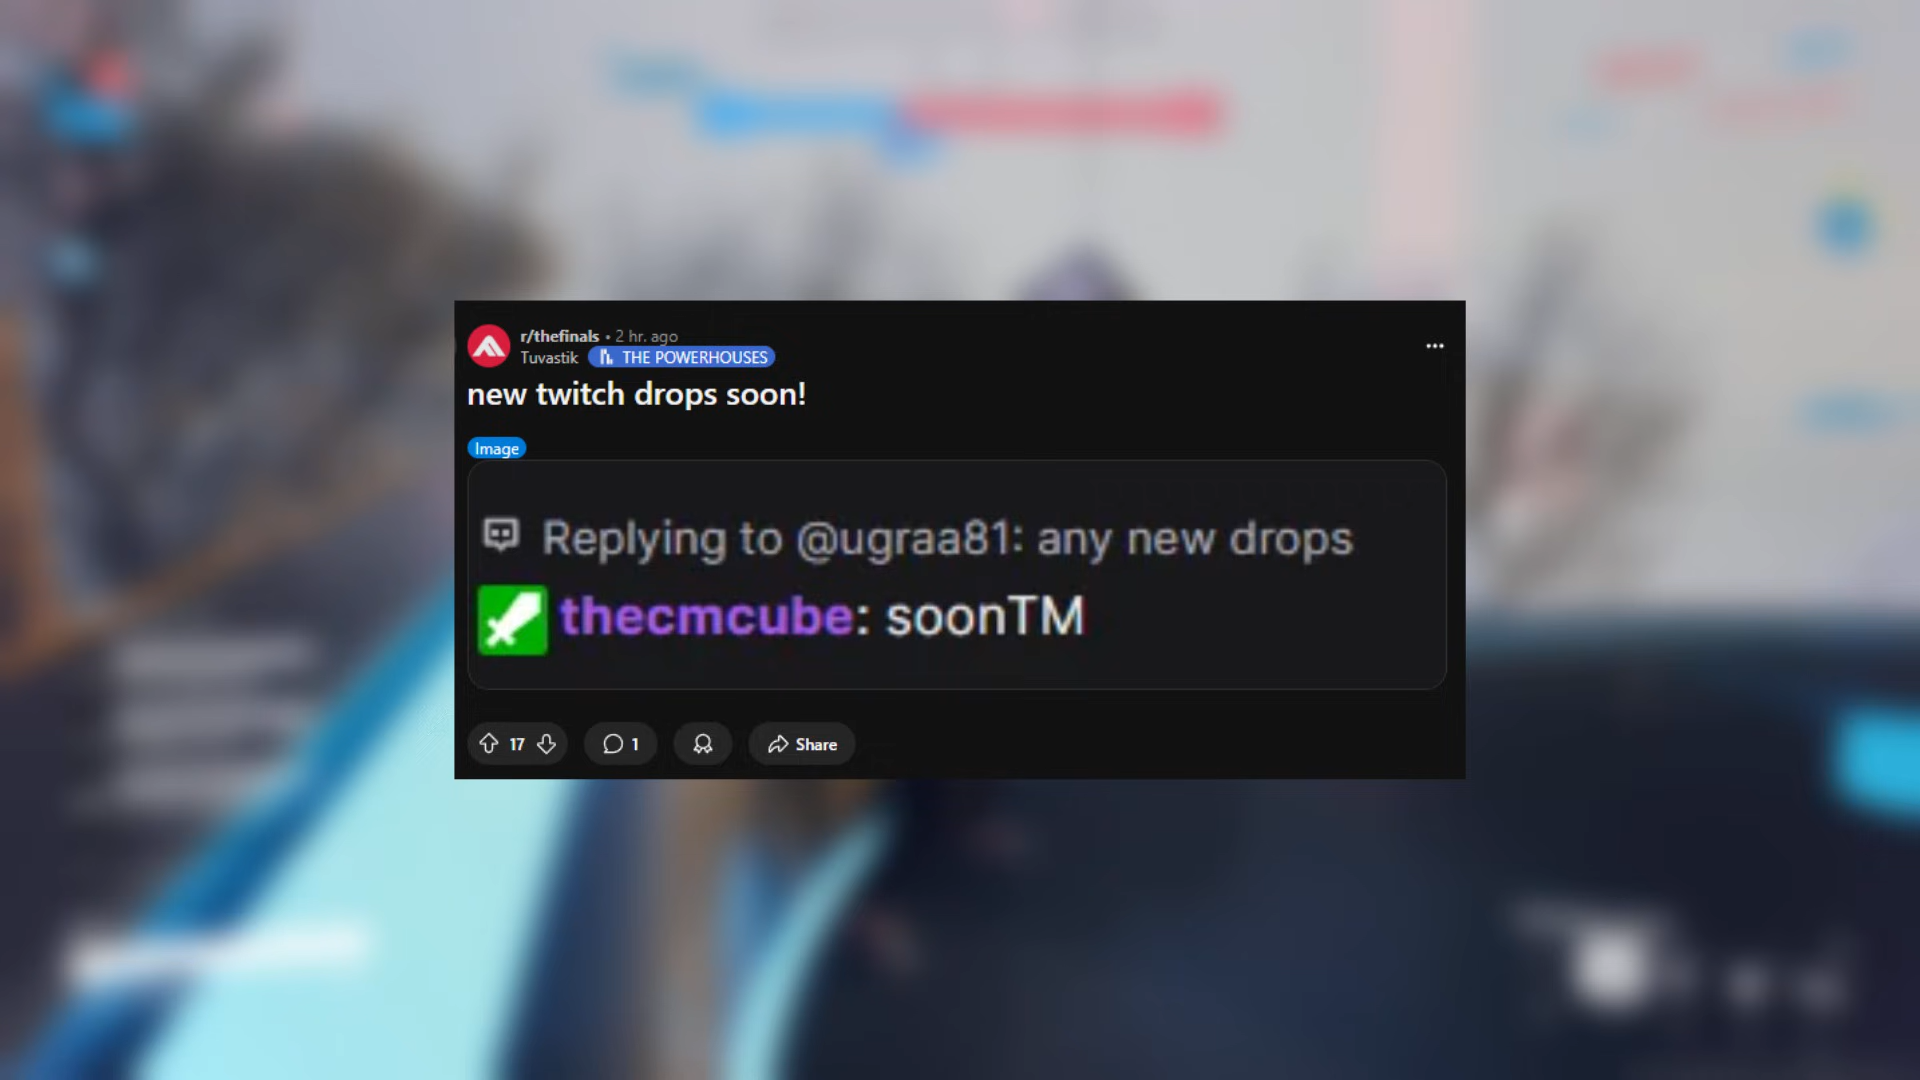 r/thefinals • 2 hr. ago
Tuvastik THE POWERHOUSES
new twitch drops soon!
Image
Replying to @ugraa81: any new drops
thecmcube: soonTM
17 1 Share